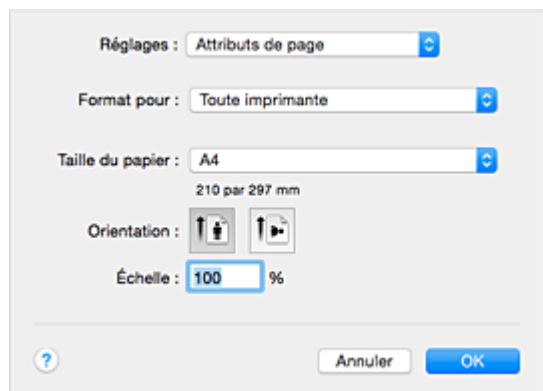 Réglages : Attributs de page
Format pour : Toute imprimante
Taille du papier : A4
210 par 297 mm
Orientation :
Échelle : 100 %
? Annuler OK